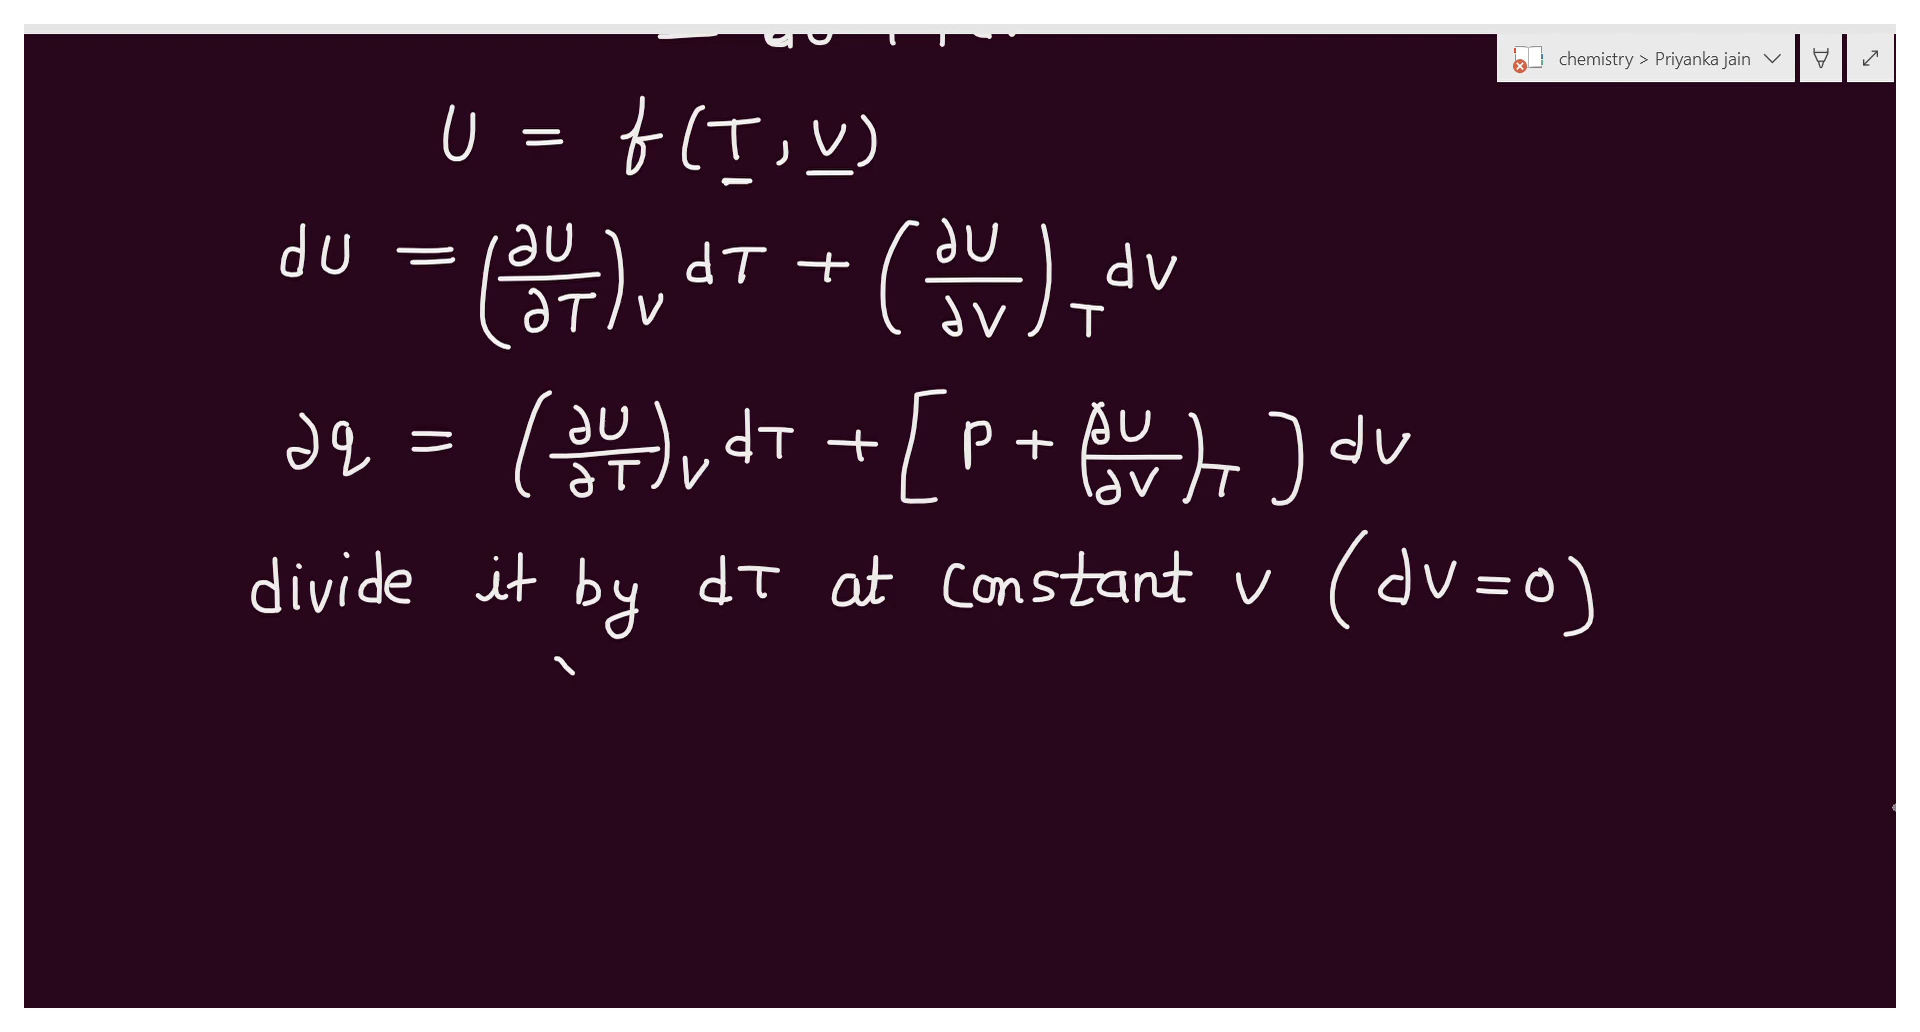 chemistry > Priyanka jain
U = f(T, V)
dU = (∂U/∂T)V dT + (∂U/∂V)T dV
∂q = (∂U/∂T)V dT + [P + (∂U/∂V)T] dV
divide it by dT at constant V (dV=0)